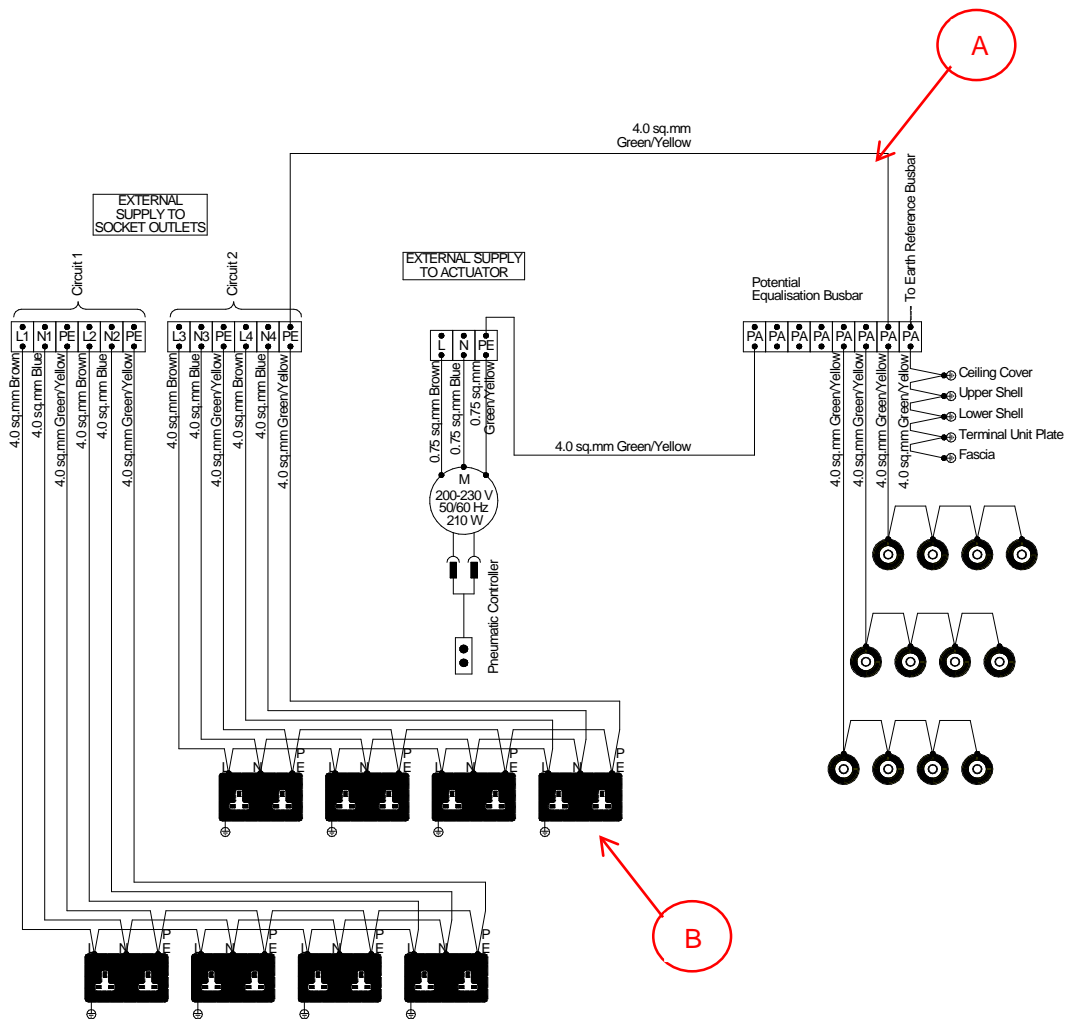 A
4.0 sq.mm
Green/Yellow
EXTERNAL
SUPPLY TO
SOCKET OUTLETS
EXTERNAL SUPPLY
TO ACTUATOR
Circuit 1
Circuit 2
Potential
Equalisation Busbar
To Earth Reference Busbar
L1 N1 PE L2 N2 PE
L3 N3 PE L4 N4 PE
L N PE
PA PA PA PA PA PA PA PA
4.0 sq.mm Brown
4.0 sq.mm Blue
4.0 sq.mm Green/Yellow
4.0 sq.mm Brown
4.0 sq.mm Blue
4.0 sq.mm Green/Yellow
4.0 sq.mm Brown
4.0 sq.mm Blue
4.0 sq.mm Green/Yellow
4.0 sq.mm Brown
4.0 sq.mm Blue
4.0 sq.mm Green/Yellow
0.75 sq.mm Brown
0.75 sq.mm Blue
0.75 sq.mm
Green/Yellow
4.0 sq.mm Green/Yellow
4.0 sq.mm Green/Yellow
4.0 sq.mm Green/Yellow
4.0 sq.mm Green/Yellow
4.0 sq.mm Green/Yellow
Ceiling Cover
Upper Shell
Lower Shell
Terminal Unit Plate
Fascia
M
200-230 V
50/60 Hz
210 W
Pneumatic Controller
L N PE L N PE L N PE L N PE
B
L N PE L N PE L N PE L N PE